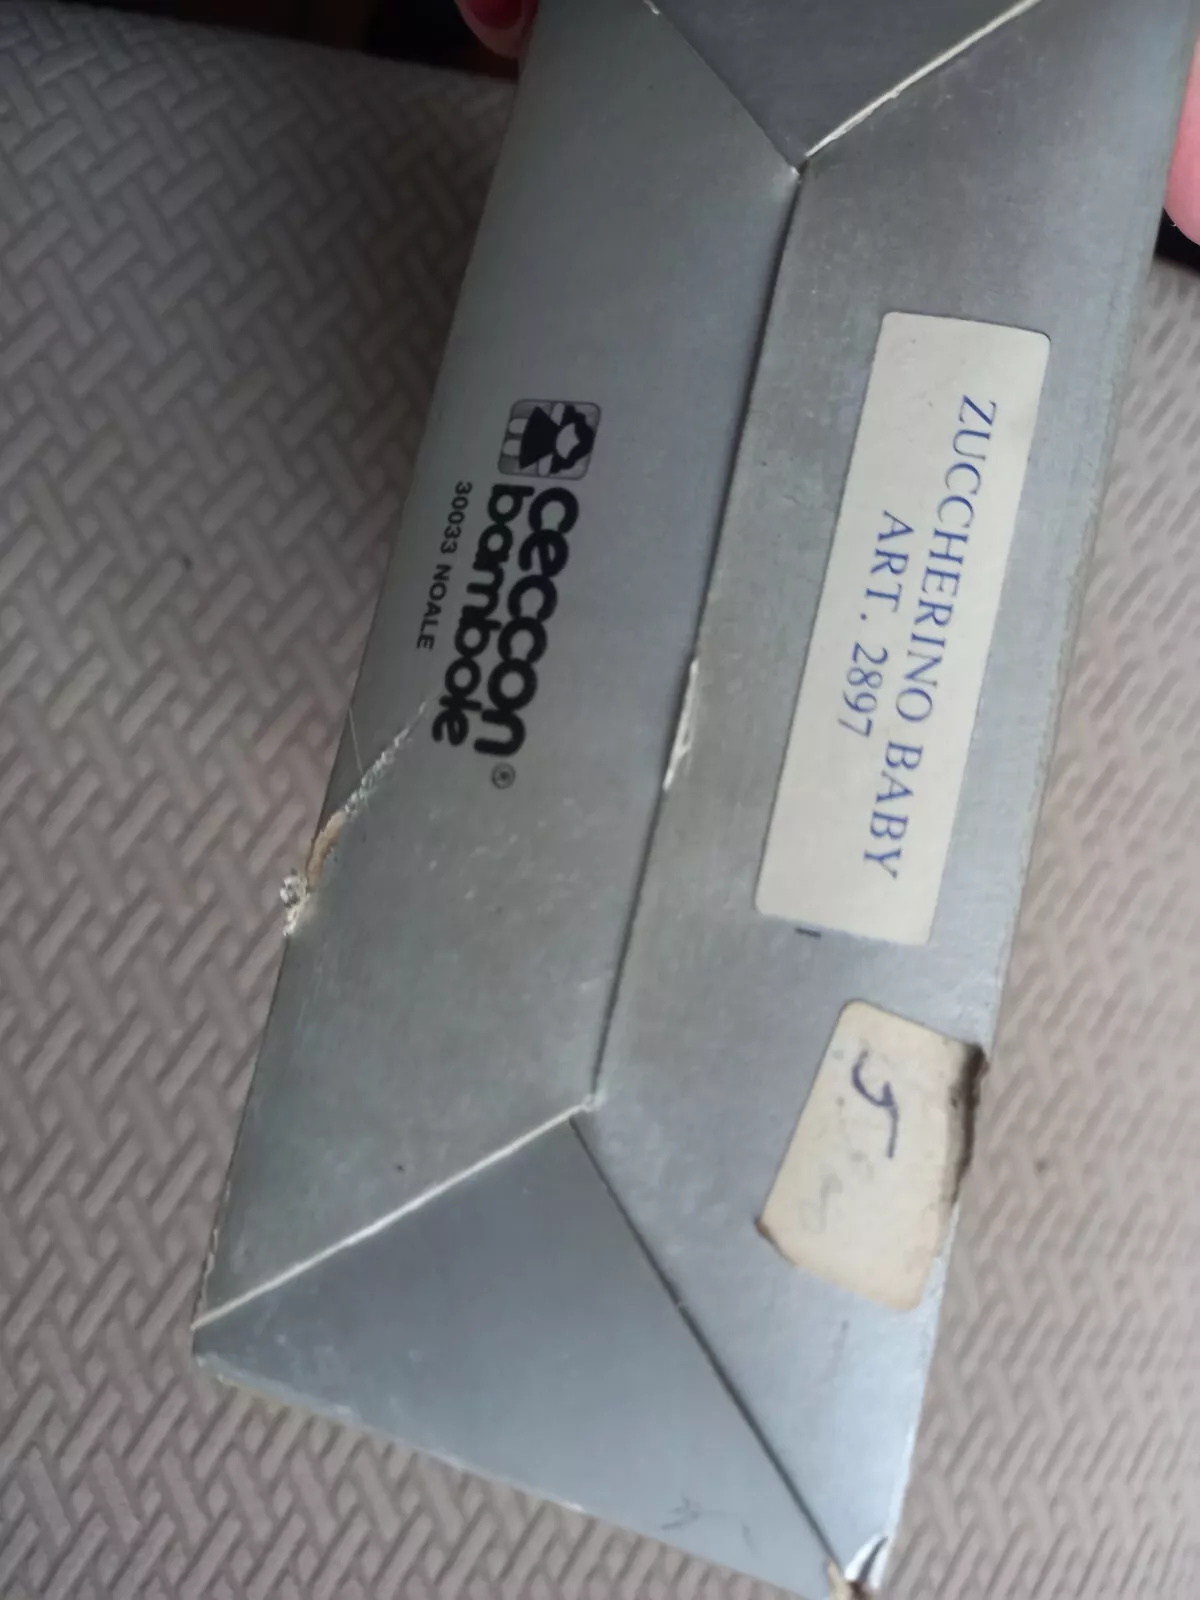 ceccon
bambole ®
30033 NOALE
ZUCCHERINO BABY
ART. 2897
5